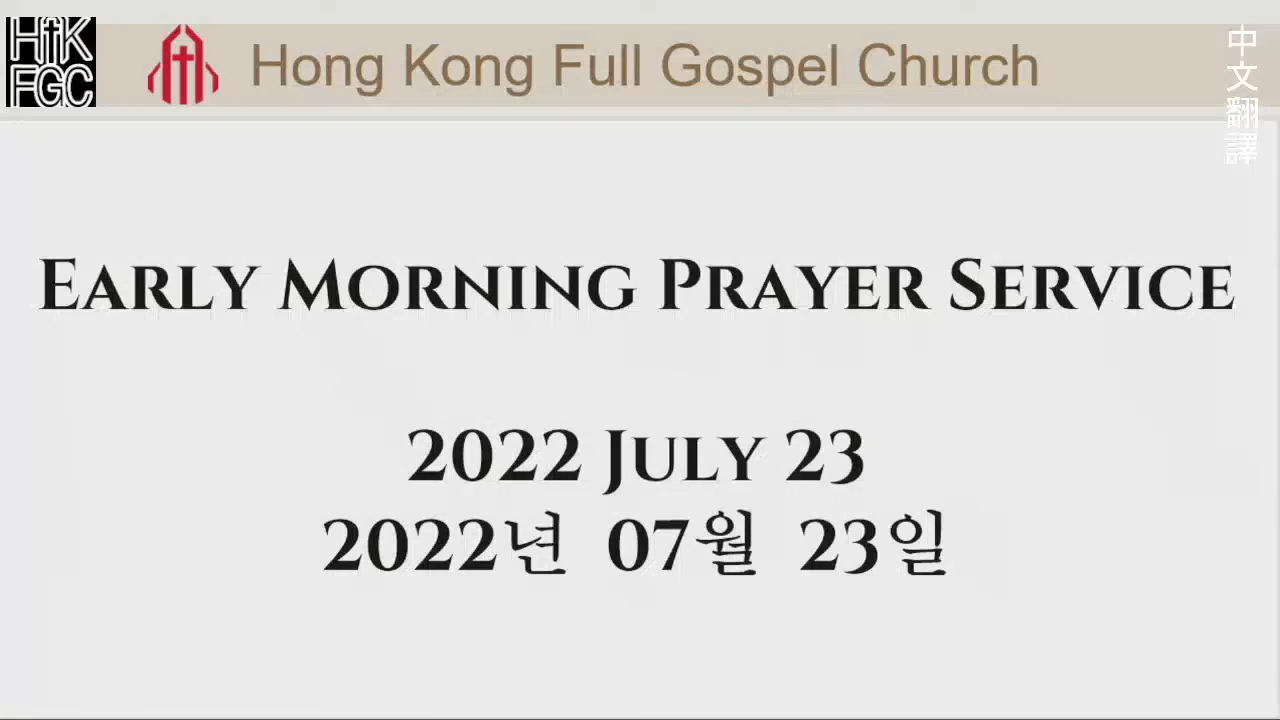 HK
FGC
Hong Kong Full Gospel Church
中文翻譯
Early Morning Prayer Service
2022 July 23
2022년 07월 23일